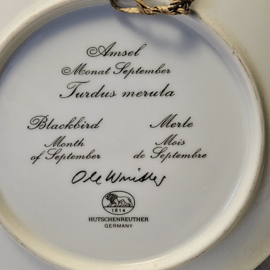 Amsel
Monat September
Turdus merula
Blackbird
Month
of September
Merle
Mois
de Septembre
Ole Winther
1814
HUTSCHENREUTHER
GERMANY